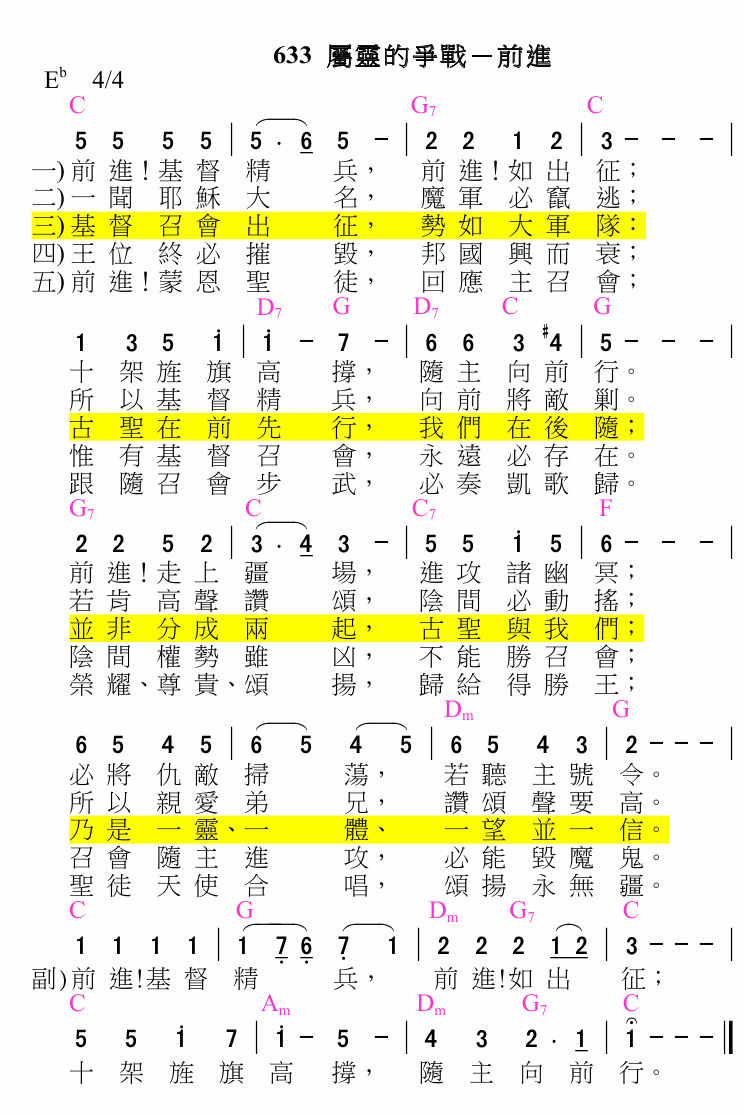 633 屬靈的爭戰－前進
E♭ 4/4
C G7 C
5 5 5 5 | 5 · 6 5 － | 2 2 1 2 | 3 － － － |
一)前進!基督精兵，前進!如出征；
二)一聞耶穌大名，魔軍必竄逃；
三)基督召會出征，勢如大軍隊：
四)王位終必摧毀，邦國興而衰；
五)前進!蒙恩聖徒，回應主召會；
D7 G D7 C G
1 3 5 i | i － 7 － | 6 6 3 #4 | 5 － － － |
十架旌旗高撐，隨主向前行。
所以基督精兵，向前將敵剿。
古聖在前先行，我們在後隨；
惟有基督召會，永遠必存在。
跟隨召會步武，必奏凱歌歸。
G7 C C7 F
2 2 5 2 | 3 · 4 3 － | 5 5 i 5 | 6 － － － |
前進!走上疆場，進攻諸幽冥；
若肯高聲讚頌，陰間必動搖；
並非分成兩起，古聖與我們；
陰間權勢雖凶，不能勝召會；
榮耀、尊貴、頌揚，歸給得勝王；
Dm G
6 5 4 5 | 6 5 4 5 | 6 5 4 3 | 2 － － － |
必將仇敵掃蕩，若聽主號令。
所以親愛弟兄，讚頌聲要高。
乃是一靈、一體、一望並一信。
召會隨主進攻，必能毀魔鬼。
聖徒天使合唱，頌揚永無疆。
C G Dm G7 C
1 1 1 1 | 1 7̣ 6̣ 7̣ 1 | 2 2 2 1 2 | 3 － － － |
副)前進!基督精兵，前進!如出征；
C Am Dm G7 C
5 5 i 7 | i － 5 － | 4 3 2 · 1 | 1 － － － ‖
十架旌旗高撐，隨主向前行。